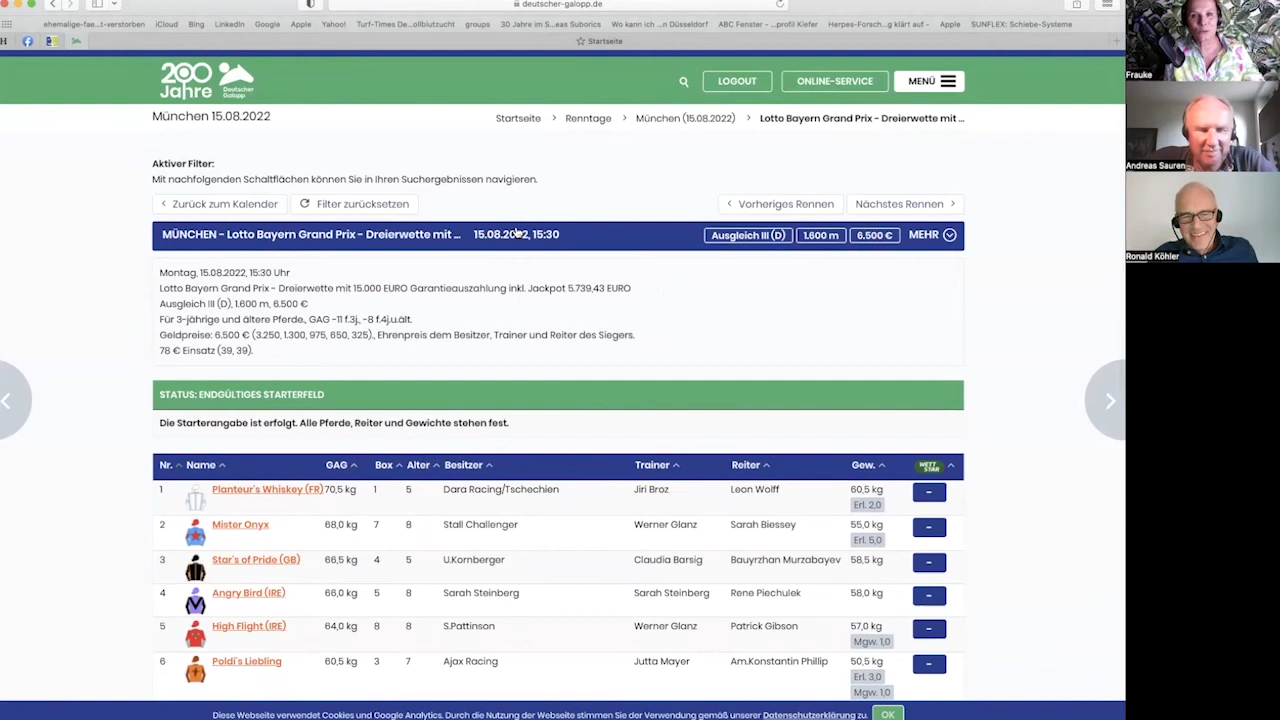 deutscher-galopp.de
ehemalige-fae...t-verstorben iCloud Bing LinkedIn Google Apple Yahoo! Turf-Times De...ollblutzucht groups 30 Jahre im S...eas Suborics Wo kann ich ...n Düsseldorf ABC Fenster - ...profil Kiefer Herpes-Forsch...g klärt auf - Apple SUNFLEX: Schiebe-Systeme
H Startseite
200 Jahre Deutscher Galopp LOGOUT ONLINE-SERVICE MENÜ
München 15.08.2022 Startseite > Renntage > München (15.08.2022) > Lotto Bayern Grand Prix - Dreierwette mit ...
Aktiver Filter:
Mit nachfolgenden Schaltflächen können Sie in Ihren Suchergebnissen navigieren.
Zurück zum Kalender Filter zurücksetzen Vorheriges Rennen Nächstes Rennen
MÜNCHEN - Lotto Bayern Grand Prix - Dreierwette mit ... 15.08.2022, 15:30 Ausgleich III (D) 1.600 m 6.500 € MEHR
Montag, 15.08.2022, 15:30 Uhr
Lotto Bayern Grand Prix - Dreierwette mit 15.000 EURO Garantieauszahlung inkl. Jackpot 5.739,43 EURO
Ausgleich III (D), 1.600 m, 6.500 €
Für 3-jährige und ältere Pferde., GAG -11 f.3j., -8 f.4j.u.ält.
Geldpreise: 6.500 € (3.250, 1.300, 975, 650, 325)., Ehrenpreis dem Besitzer, Trainer und Reiter des Siegers.
78 € Einsatz (39, 39).
STATUS: ENDGÜLTIGES STARTERFELD
Die Starterangabe ist erfolgt. Alle Pferde, Reiter und Gewichte stehen fest.
Nr. Name GAG Box Alter Besitzer Trainer Reiter Gew. WETT STAR
1 Planteur's Whiskey (FR) 70,5 kg 1 5 Dara Racing/Tschechien Jiri Broz Leon Wolff 60,5 kg -
Erl. 2,0
2 Mister Onyx 68,0 kg 7 8 Stall Challenger Werner Glanz Sarah Biessey 55,0 kg -
Erl. 5,0
3 Star's of Pride (GB) 66,5 kg 4 5 U.Kornberger Claudia Barsig Bauyrzhan Murzabayev 58,5 kg -
4 Angry Bird (IRE) 66,0 kg 5 8 Sarah Steinberg Sarah Steinberg Rene Piechulek 58,0 kg -
5 High Flight (IRE) 64,0 kg 8 8 S.Pattinson Werner Glanz Patrick Gibson 57,0 kg -
Mgw. 1,0
6 Poldi's Liebling 60,5 kg 3 7 Ajax Racing Jutta Mayer Am.Konstantin Phillip 50,5 kg -
Erl. 3,0
Mgw. 1,0
Diese Webseite verwendet Cookies und Google Analytics. Durch die Nutzung der Webseite stimmen Sie der Verwendung gemäß unserer Datenschutzerklärung zu. OK
Frauke
Andreas Sauren
Ronald Köhler